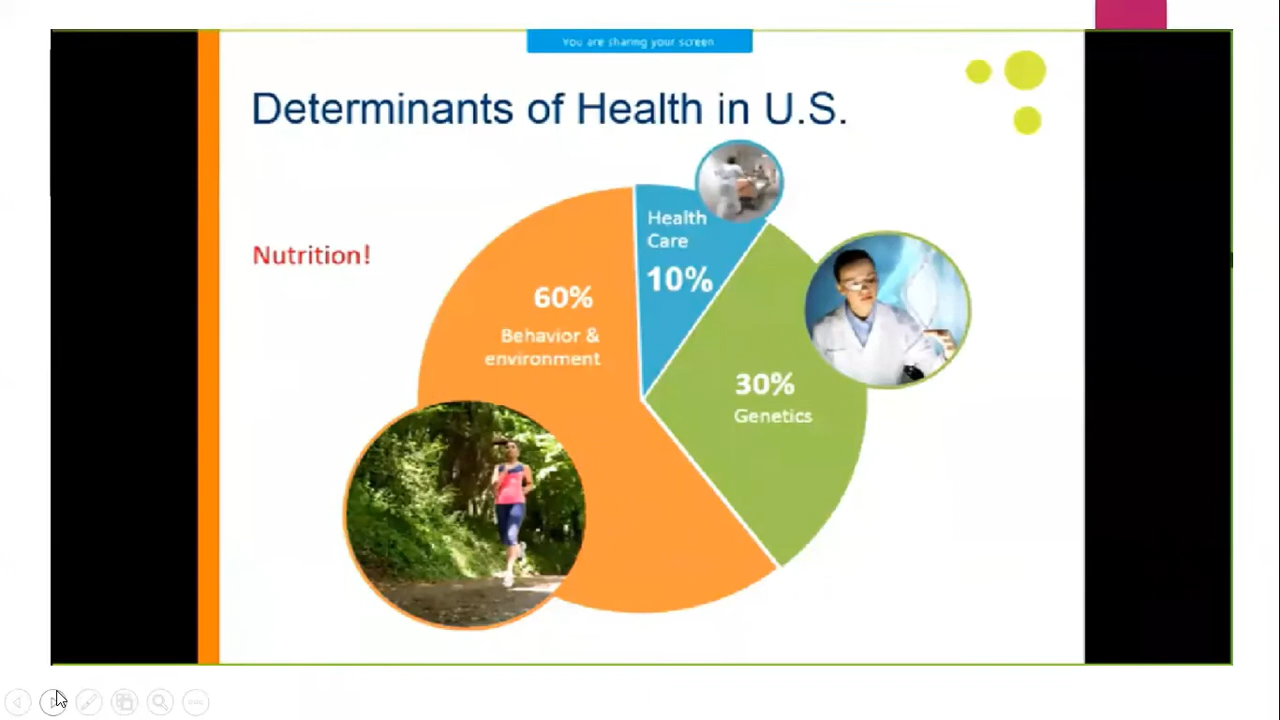 You are sharing your screen
Determinants of Health in U.S.
Nutrition!
Health
Care
10%
60%
Behavior &
environment
30%
Genetics